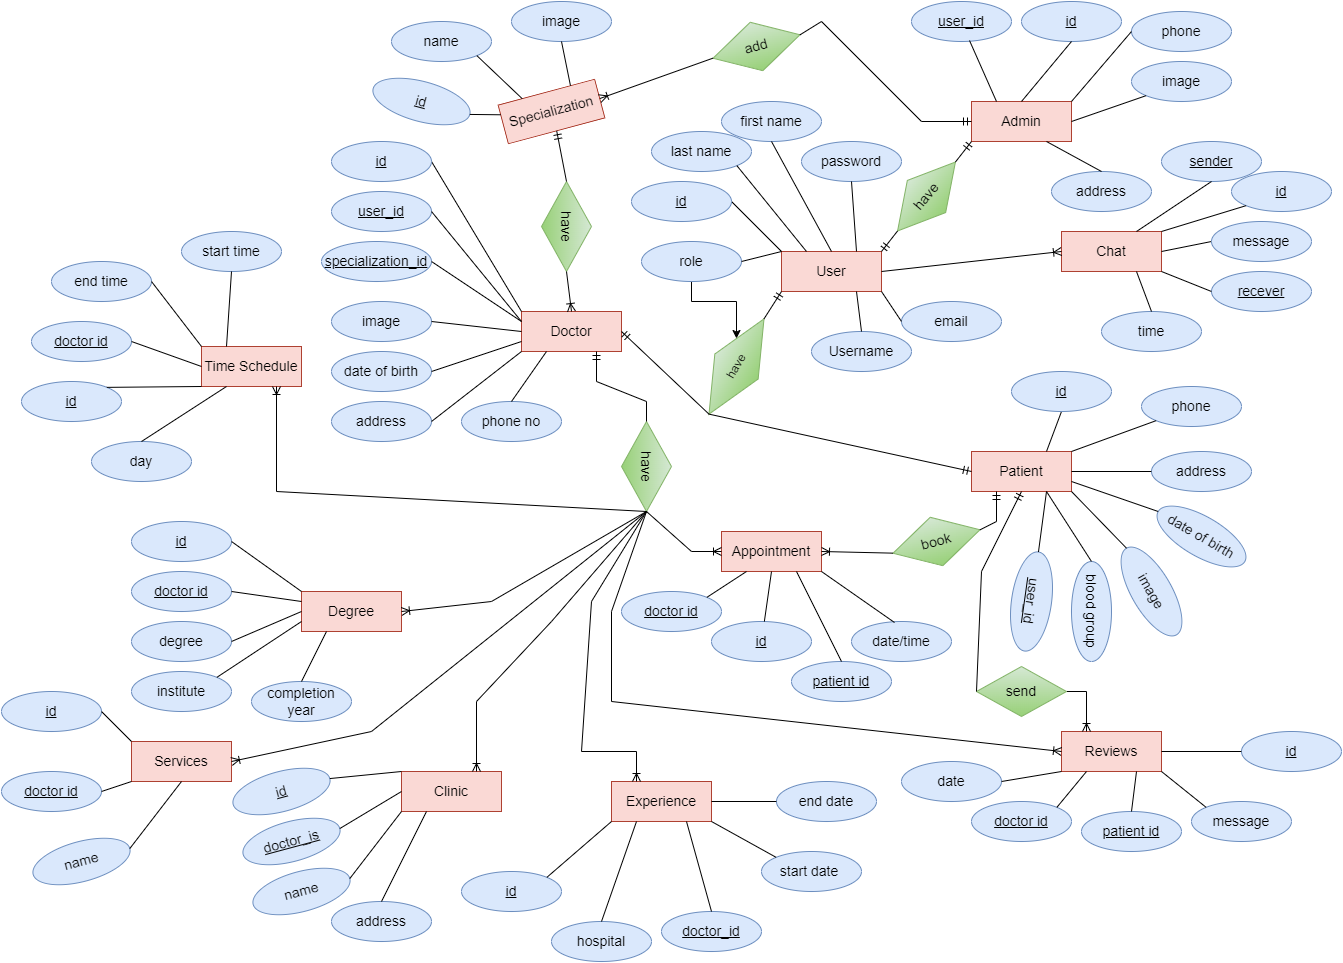 image
name
id
Specialization
add
user_id
id
phone
image
Admin
address
first name
last name
password
id
role
User
have
email
Username
have
sender
id
message
recever
Chat
time
id
user_id
specialization_id
image
date of birth
address
phone no
Doctor
have
start time
end time
doctor id
id
Time Schedule
day
have
id
phone
address
Patient
date of birth
image
blood group
user_id
book
Appointment
doctor id
id
date/time
patient id
id
doctor id
degree
institute
Degree
completion
year
id
doctor id
Services
name
id
doctor_is
name
Clinic
address
Experience
end date
start date
id
hospital
doctor_id
send
Reviews
id
date
doctor id
patient id
message